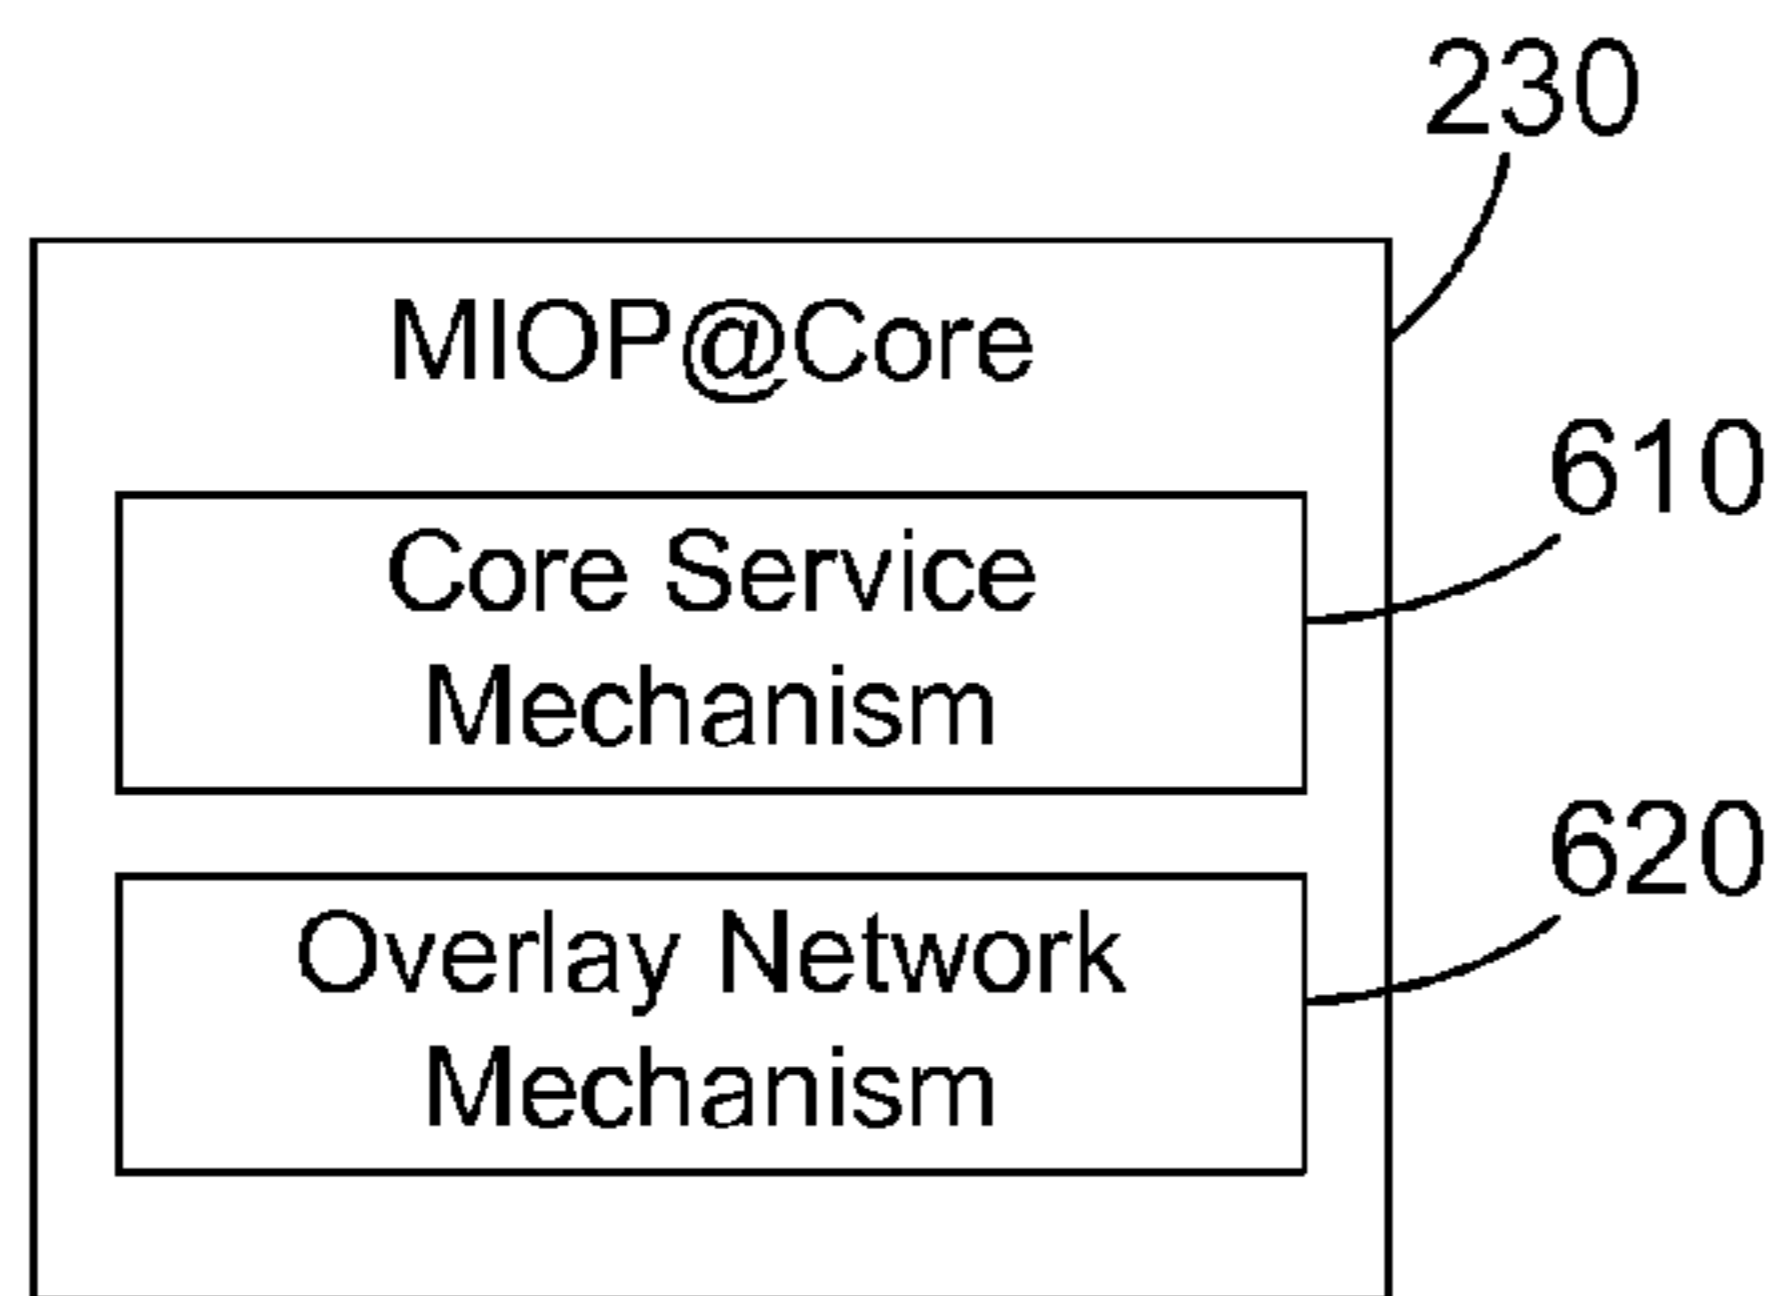 230
MIOP@Core
610
Core Service
Mechanism
620
Overlay Network
Mechanism